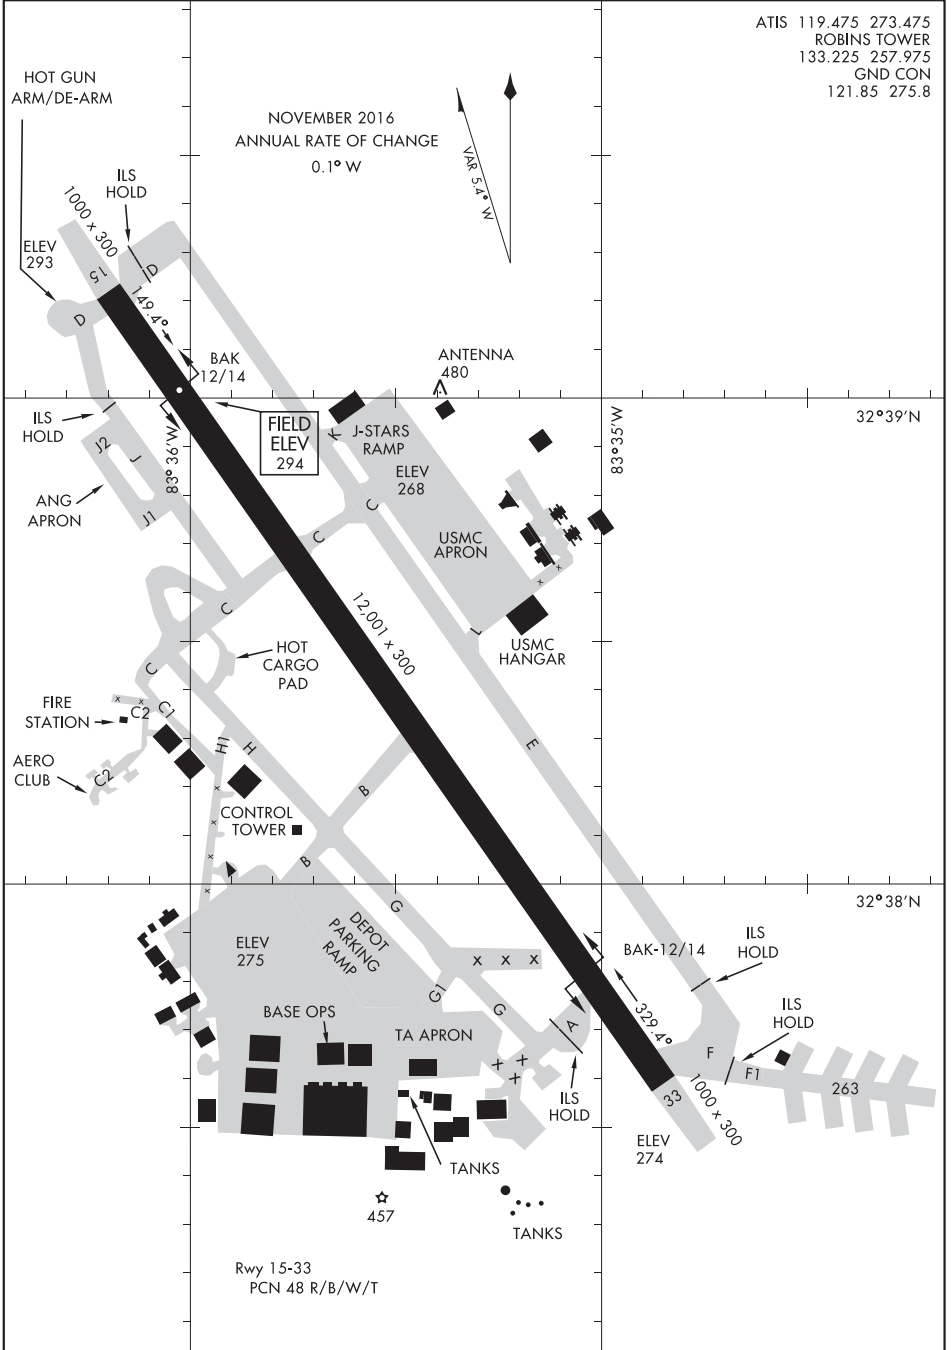 ATIS 119.475 273.475
ROBINS TOWER
133.225 257.975
GND CON
121.85 275.8
HOT GUN
ARM/DE-ARM
NOVEMBER 2016
ANNUAL RATE OF CHANGE
0.1° W
VAR 5.4° W
ILS
HOLD
1000 x 300
ELEV
293
15
D
D
149.4°
BAK
12/14
ANTENNA
480
ILS
HOLD
83° 36'W
FIELD
ELEV
294
K
J-STARS
RAMP
83° 35'W
32° 39'N
J2
J
ELEV
268
ANG
APRON
J1
C
C
USMC
APRON
x
x
C
12,001 x 300
L
USMC
HANGAR
HOT
CARGO
PAD
C
FIRE
STATION
x
x
C2
C1
H1
H
E
AERO
CLUB
C2
x
B
CONTROL
TOWER
x
x
B
x
32° 38'N
G
DEPOT
PARKING
RAMP
ELEV
275
BAK-12/14
ILS
HOLD
x x x
G1
G
BASE OPS
TA APRON
A
329.4°
ILS
HOLD
F
F1
x
x
x
263
ILS
HOLD
33
1000 x 300
ELEV
274
TANKS
457
TANKS
Rwy 15-33
PCN 48 R/B/W/T